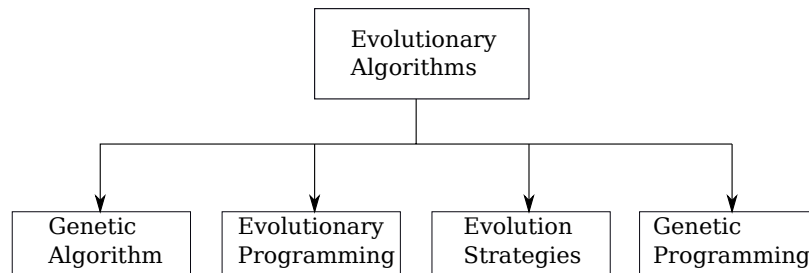 Evolutionary
Algorithms
Genetic
Algorithm
Evolutionary
Programming
Evolution
Strategies
Genetic
Programming